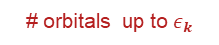 # orbitals up to ϵₖ